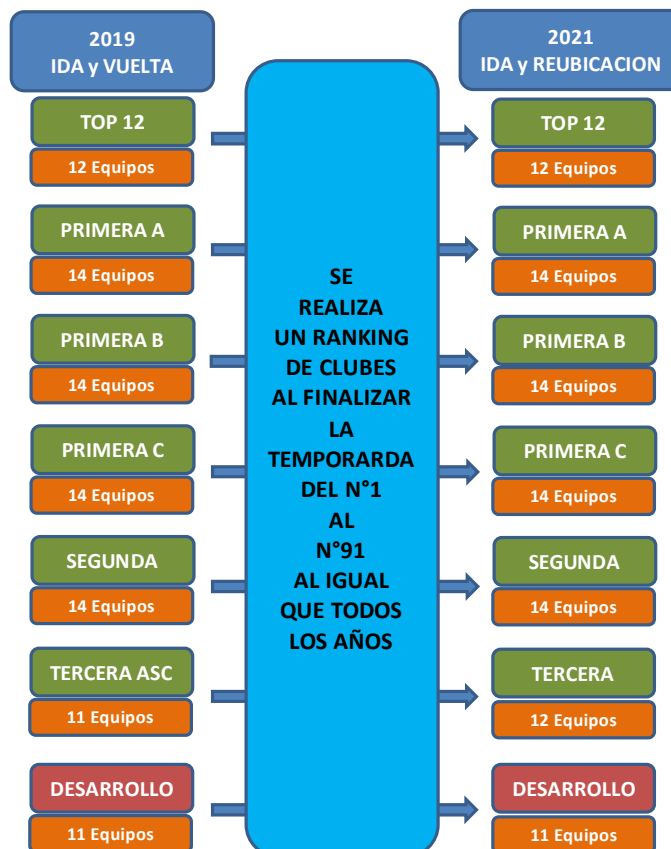 2019
IDA y VUELTA
TOP 12
12 Equipos
PRIMERA A
14 Equipos
PRIMERA B
14 Equipos
PRIMERA C
14 Equipos
SEGUNDA
14 Equipos
TERCERA ASC
11 Equipos
DESARROLLO
11 Equipos
SE
REALIZA
UN RANKING
DE CLUBES
AL FINALIZAR
LA
TEMPORARDA
DEL N°1
AL
N°91
AL IGUAL
QUE TODOS
LOS AÑOS
2021
IDA y REUBICACION
TOP 12
12 Equipos
PRIMERA A
14 Equipos
PRIMERA B
14 Equipos
PRIMERA C
14 Equipos
SEGUNDA
14 Equipos
TERCERA
12 Equipos
DESARROLLO
11 Equipos